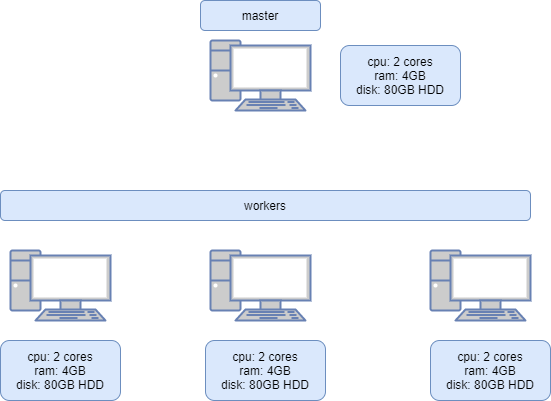 master
cpu: 2 cores
ram: 4GB
disk: 80GB HDD
workers
cpu: 2 cores
ram: 4GB
disk: 80GB HDD
cpu: 2 cores
ram: 4GB
disk: 80GB HDD
cpu: 2 cores
ram: 4GB
disk: 80GB HDD